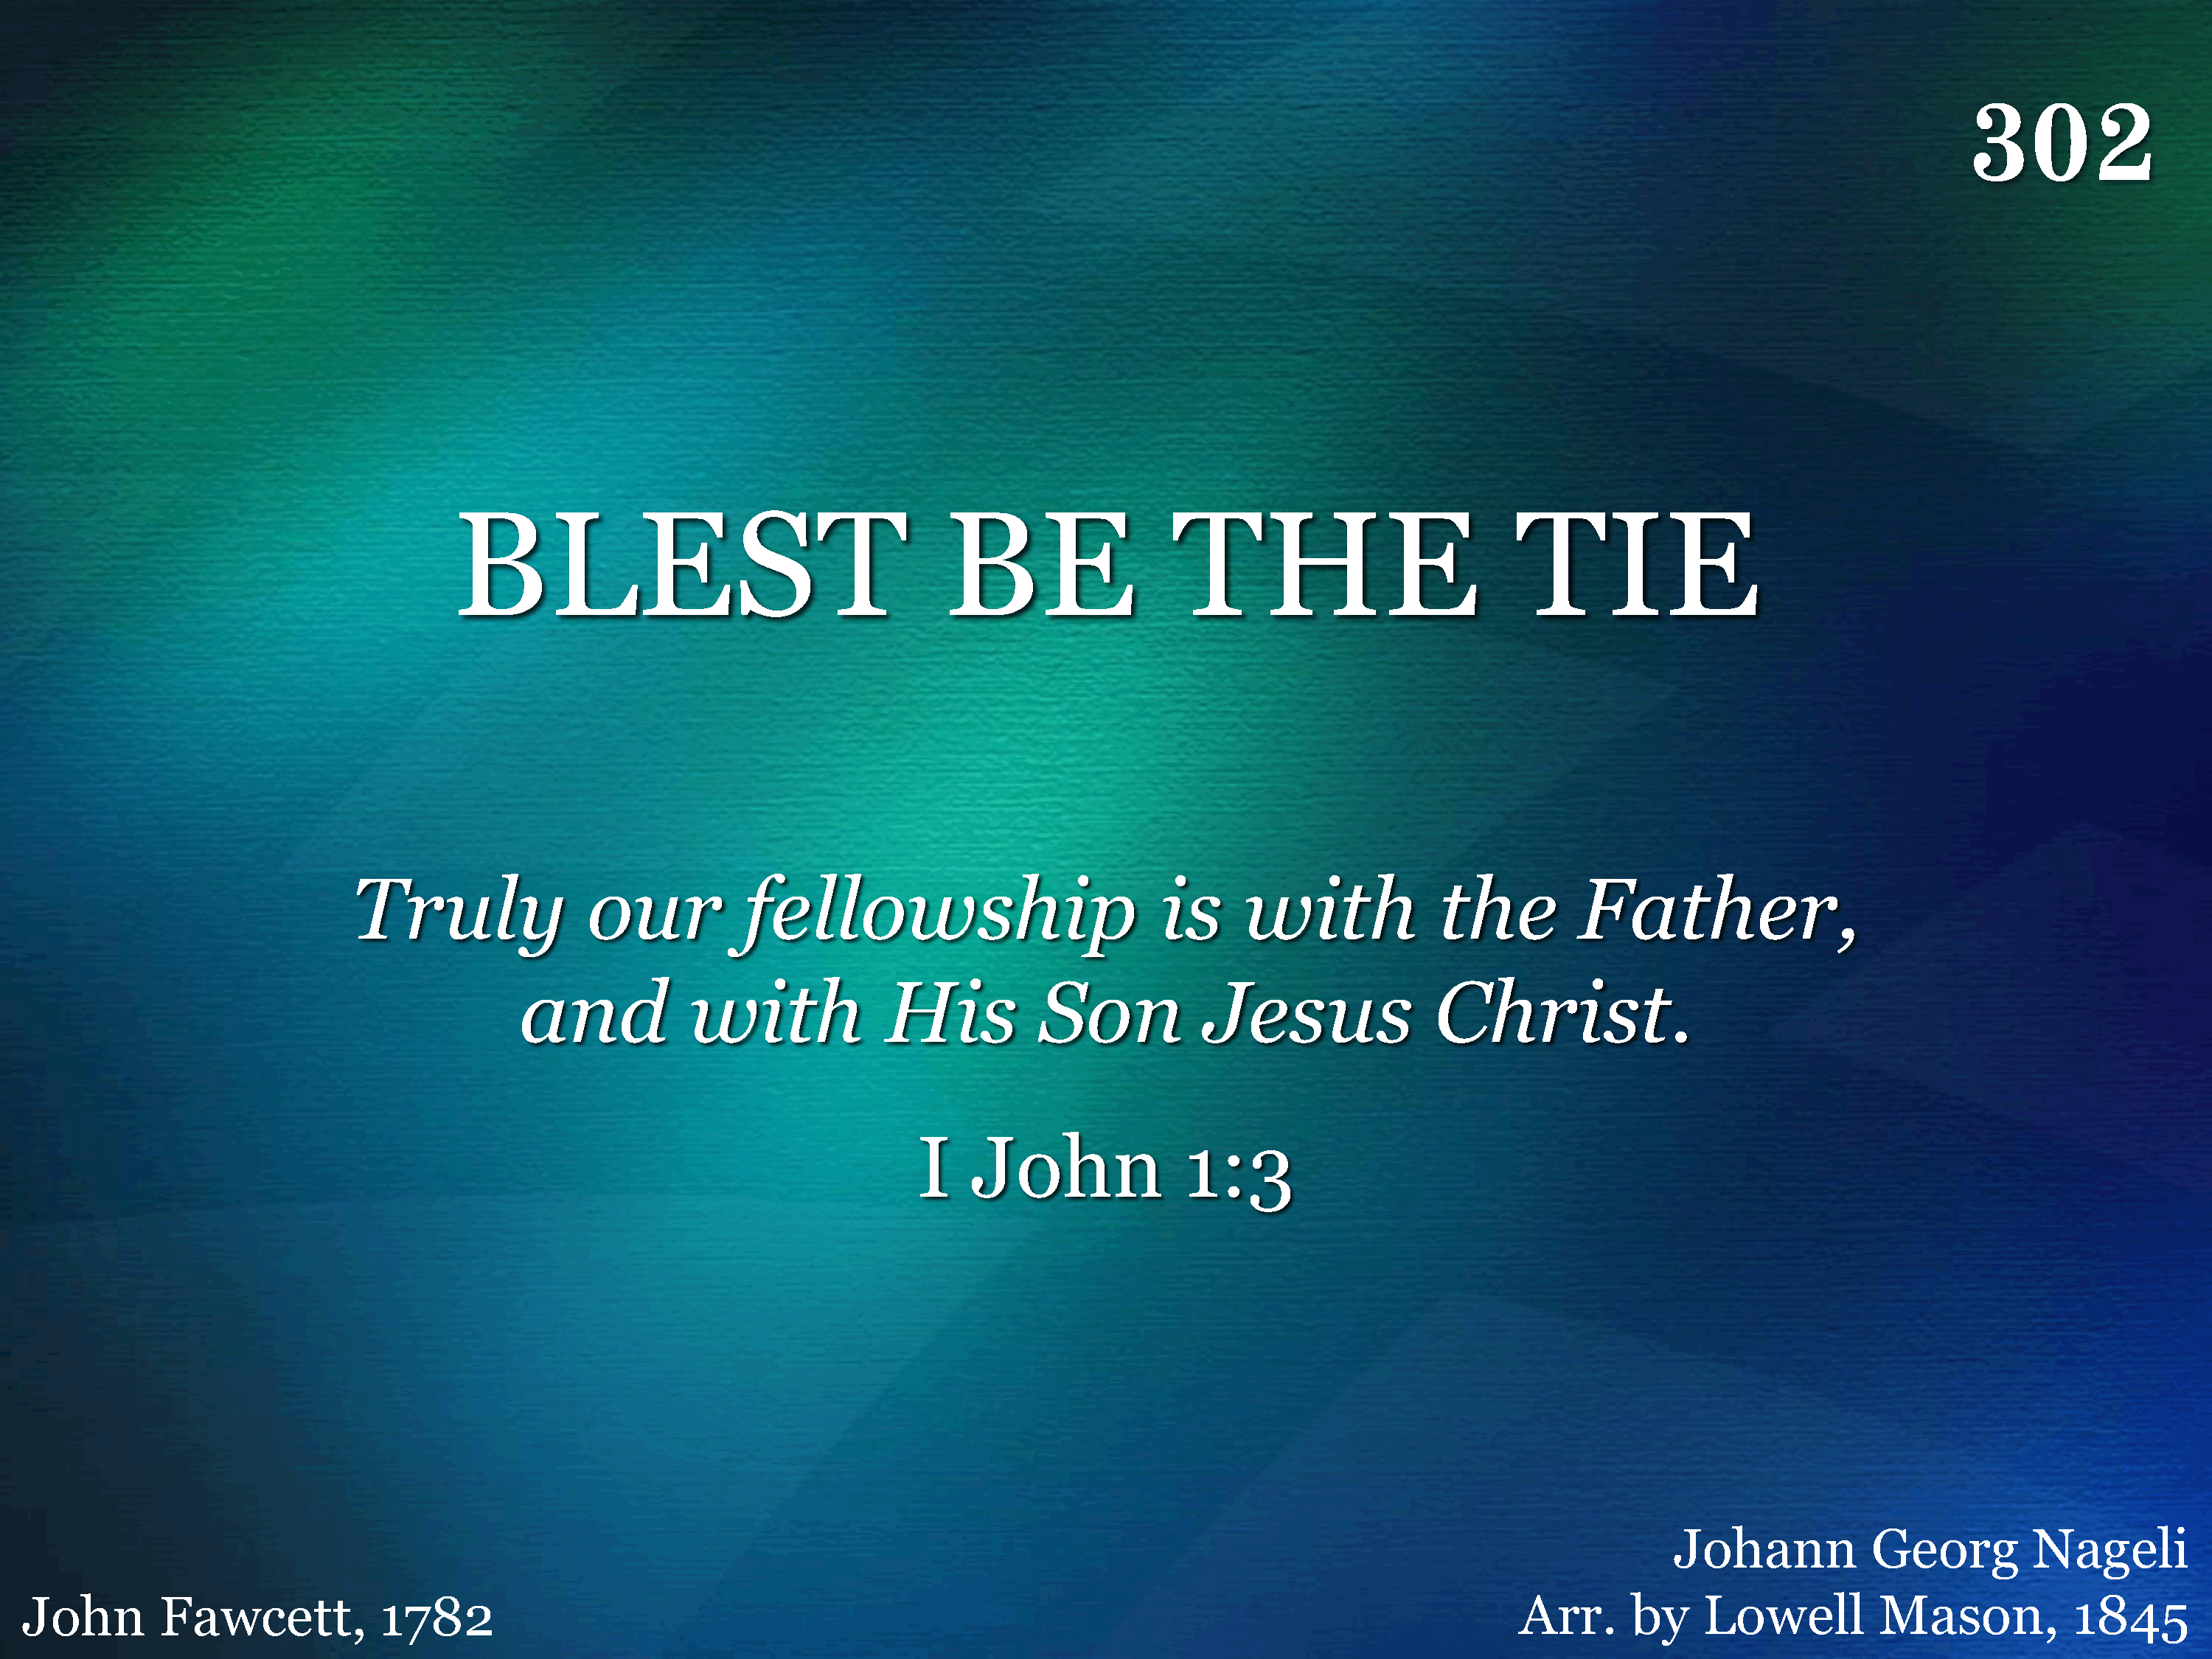 302
BLEST BE THE TIE
Truly our fellowship is with the Father,
and with His Son Jesus Christ.
I John 1:3
Johann Georg Nageli
John Fawcett, 1782
Arr. by Lowell Mason, 1845